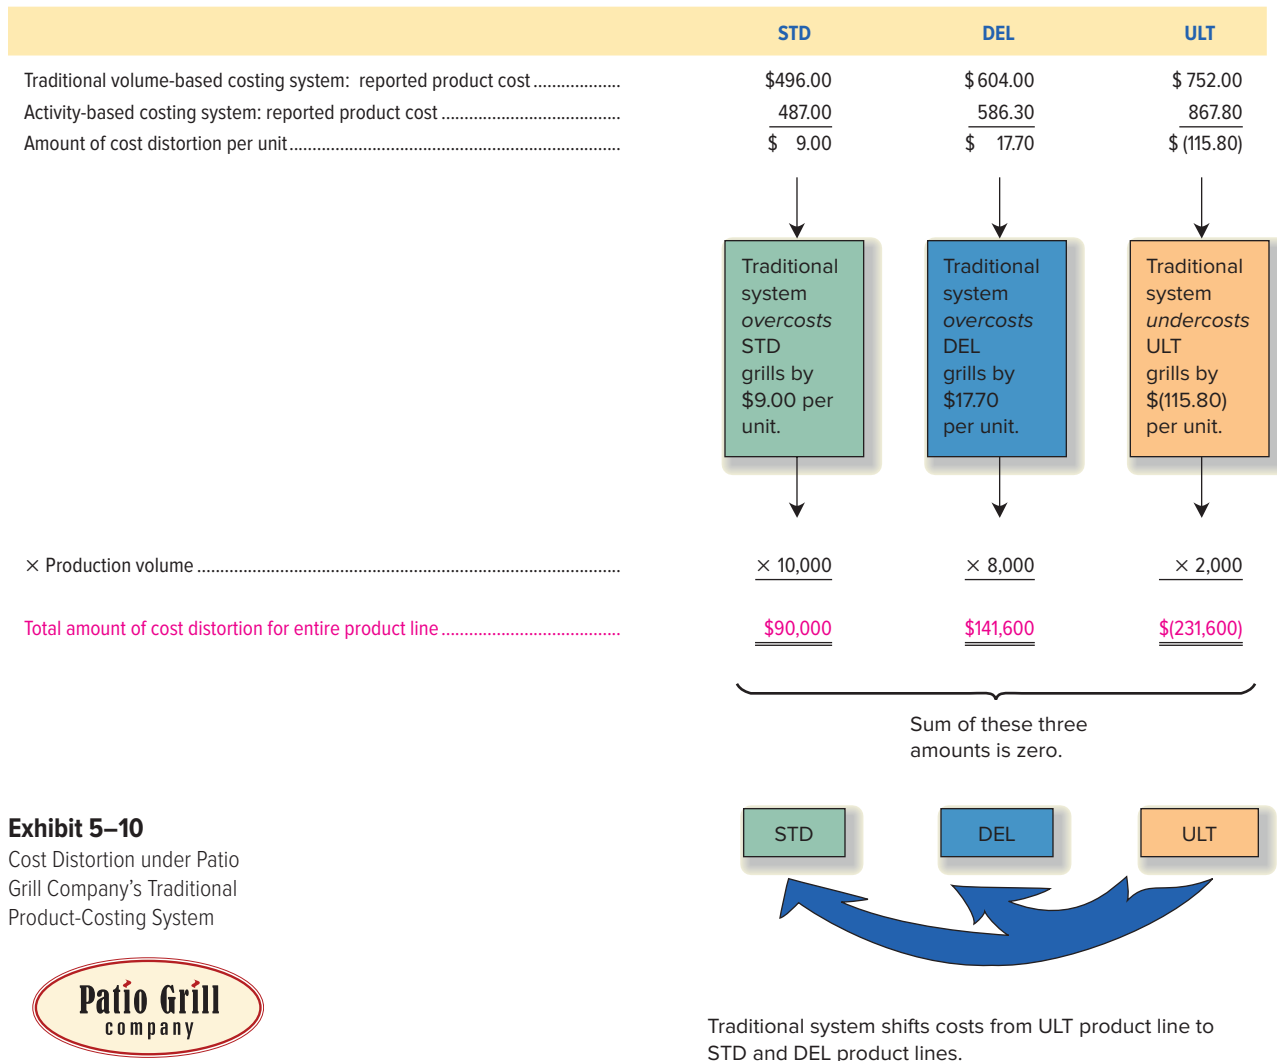 STD DEL ULT
Traditional volume-based costing system: reported product cost ................... $496.00 $604.00 $752.00
Activity-based costing system: reported product cost ....................................... 487.00 586.30 867.80
Amount of cost distortion per unit........................................................................ $ 9.00 $ 17.70 $(115.80)
Traditional
system
overcosts
STD
grills by
$9.00 per
unit.
Traditional
system
overcosts
DEL
grills by
$17.70
per unit.
Traditional
system
undercosts
ULT
grills by
$(115.80)
per unit.
× Production volume ............................................................................................ × 10,000 × 8,000 × 2,000
Total amount of cost distortion for entire product line ....................................... $90,000 $141,600 $(231,600)
Sum of these three
amounts is zero.
Exhibit 5–10
Cost Distortion under Patio
Grill Company’s Traditional
Product-Costing System
Patio Grill
company
STD DEL ULT
Traditional system shifts costs from ULT product line to
STD and DEL product lines.